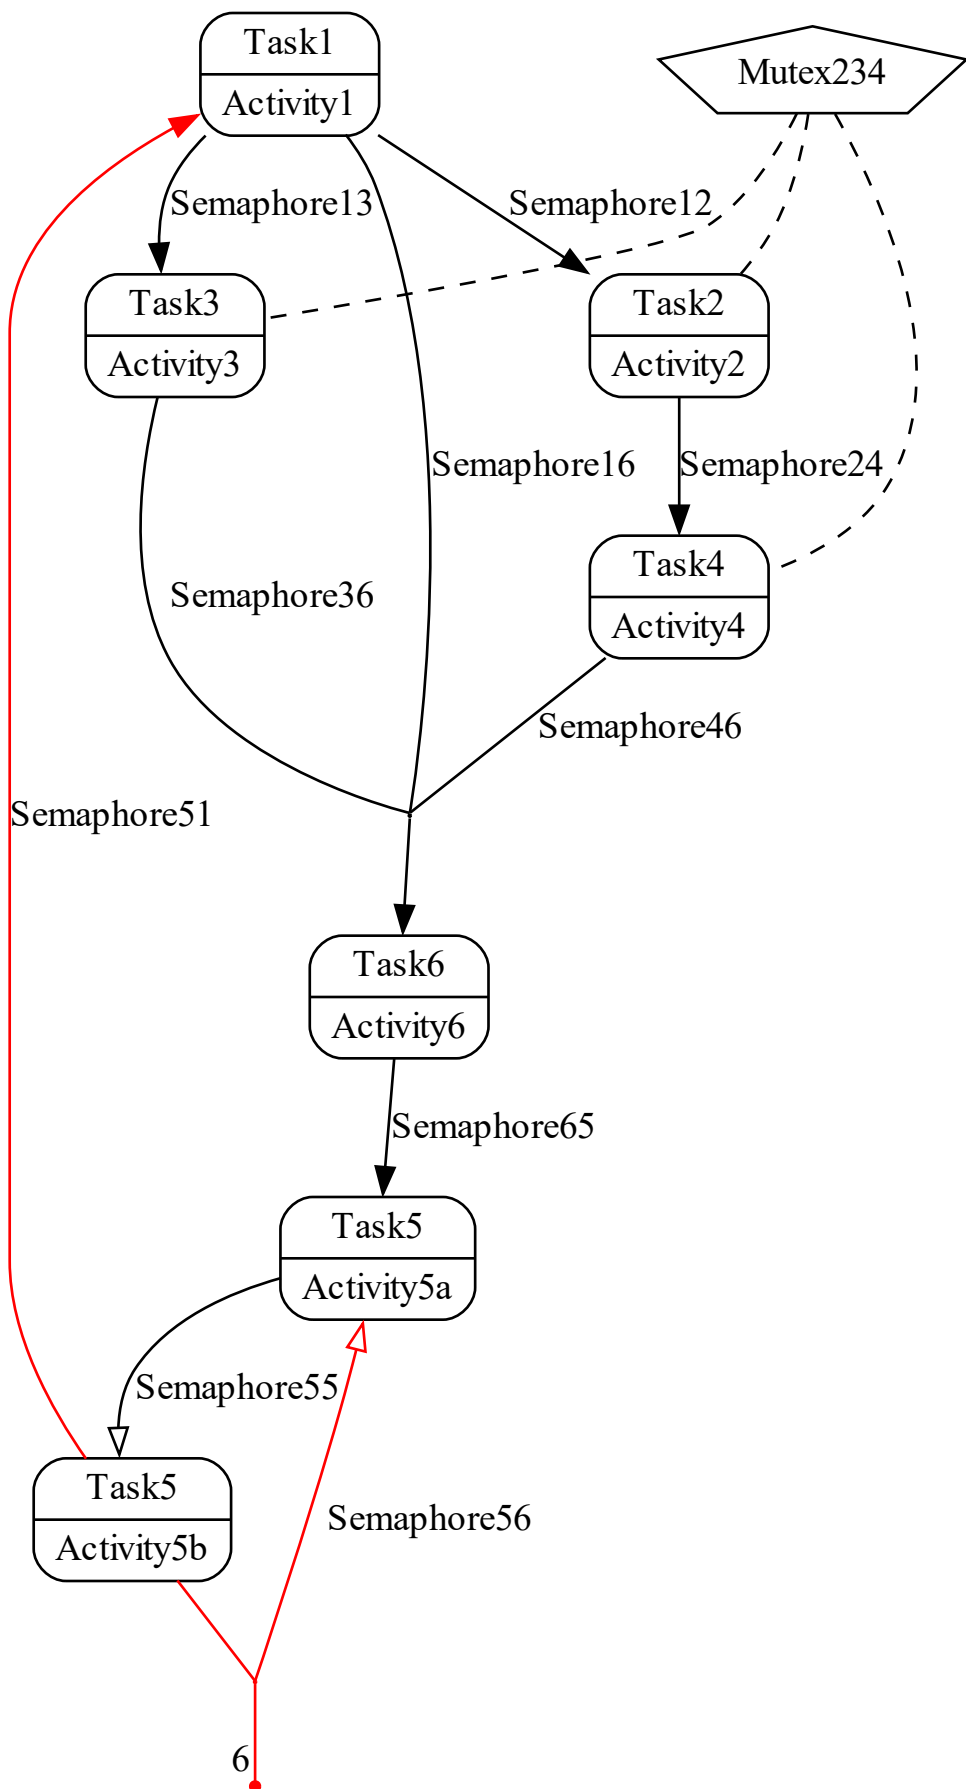 Task1
Activity1
Mutex234
Semaphore13
Semaphore12
Task3
Activity3
Task2
Activity2
Semaphore16
Semaphore24
Task4
Activity4
Semaphore36
Semaphore46
Semaphore51
Task6
Activity6
Semaphore65
Task5
Activity5a
Semaphore55
Task5
Activity5b
Semaphore56
6